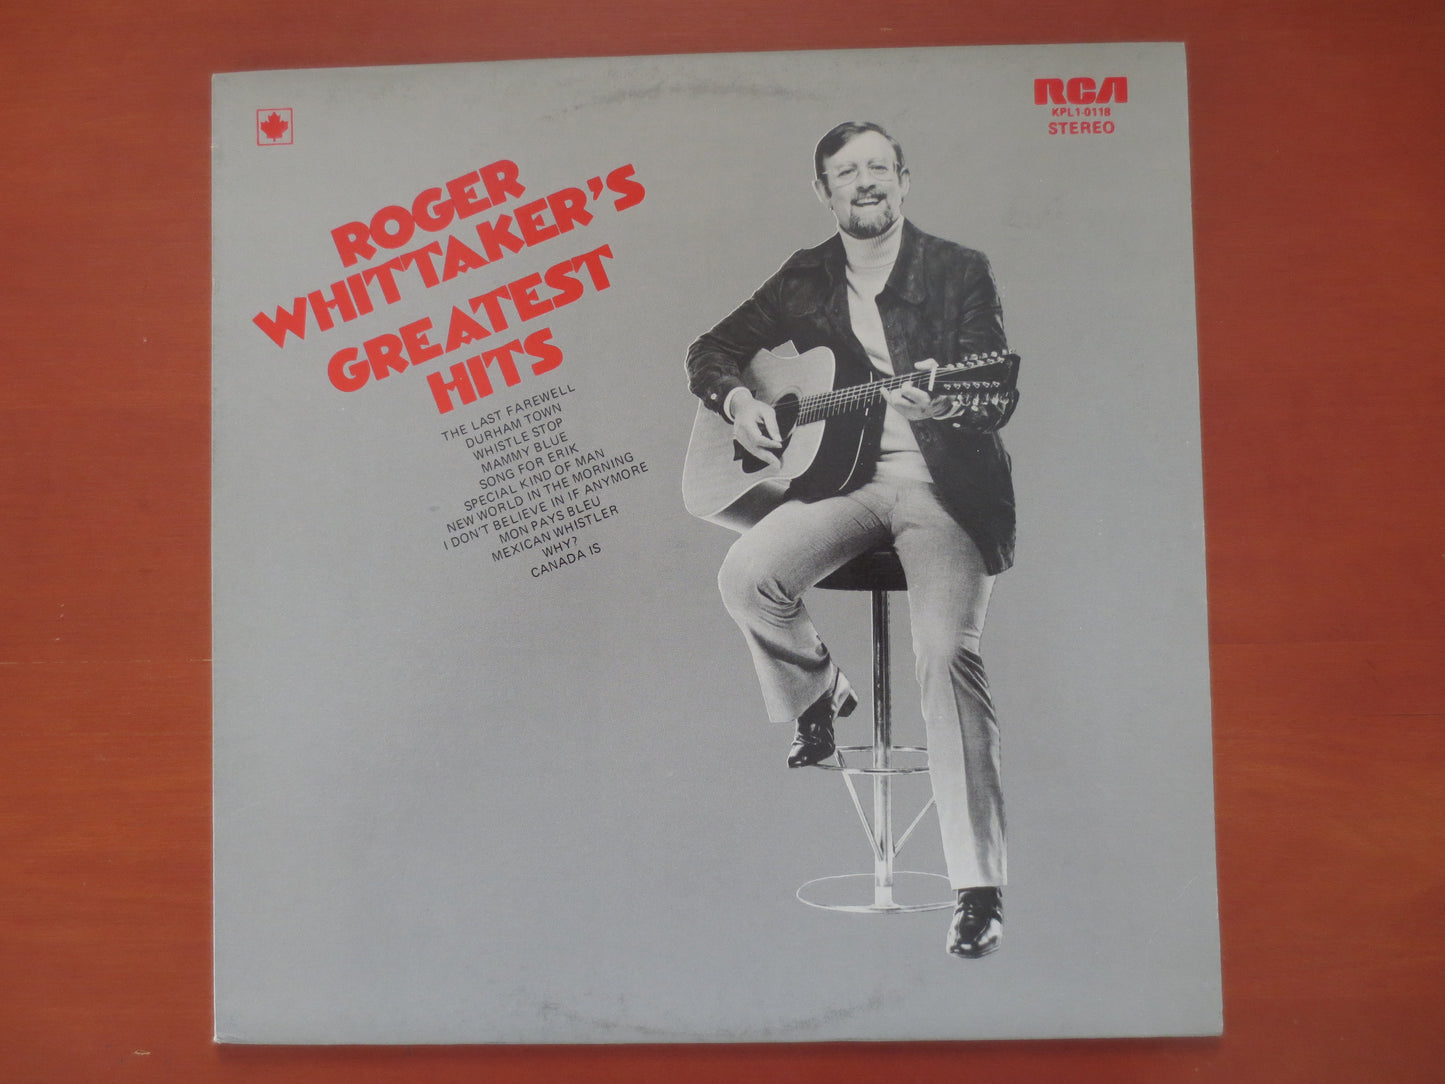 RCA
KPL1-0118
STEREO
ROGER
WHITTAKER'S
GREATEST
HITS
THE LAST FAREWELL
DURHAM TOWN
WHISTLE STOP
MAMMY BLUE
SONG FOR ERIK
SPECIAL KIND OF MAN
NEW WORLD IN THE MORNING
I DON'T BELIEVE IN IF ANYMORE
MON PAYS BLEU
MEXICAN WHISTLER
WHY?
CANADA IS